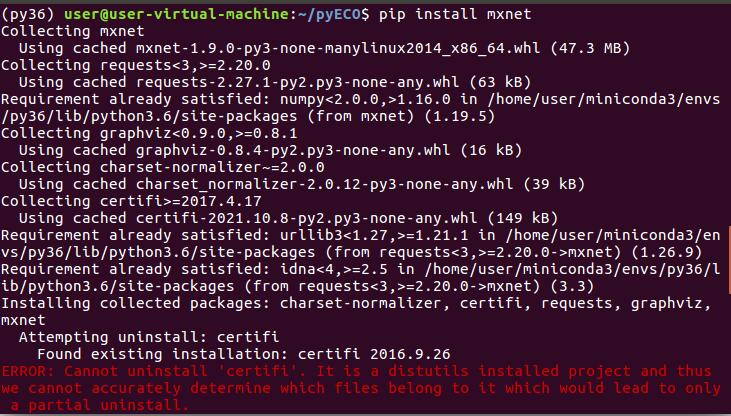 (py36) user@user-virtual-machine:~/pyECO$ pip install mxnet
Collecting mxnet
  Using cached mxnet-1.9.0-py3-none-manylinux2014_x86_64.whl (47.3 MB)
Collecting requests<3,>=2.20.0
  Using cached requests-2.27.1-py2.py3-none-any.whl (63 kB)
Requirement already satisfied: numpy<2.0.0,>1.16.0 in /home/user/miniconda3/envs
/py36/lib/python3.6/site-packages (from mxnet) (1.19.5)
Collecting graphviz<0.9.0,>=0.8.1
  Using cached graphviz-0.8.4-py2.py3-none-any.whl (16 kB)
Collecting charset-normalizer~=2.0.0
  Using cached charset_normalizer-2.0.12-py3-none-any.whl (39 kB)
Collecting certifi>=2017.4.17
  Using cached certifi-2021.10.8-py2.py3-none-any.whl (149 kB)
Requirement already satisfied: urllib3<1.27,>=1.21.1 in /home/user/miniconda3/en
vs/py36/lib/python3.6/site-packages (from requests<3,>=2.20.0->mxnet) (1.26.9)
Requirement already satisfied: idna<4,>=2.5 in /home/user/miniconda3/envs/py36/l
ib/python3.6/site-packages (from requests<3,>=2.20.0->mxnet) (3.3)
Installing collected packages: charset-normalizer, certifi, requests, graphviz,
mxnet
  Attempting uninstall: certifi
    Found existing installation: certifi 2016.9.26
ERROR: Cannot uninstall 'certifi'. It is a distutils installed project and thus
we cannot accurately determine which files belong to it which would lead to only
 a partial uninstall.